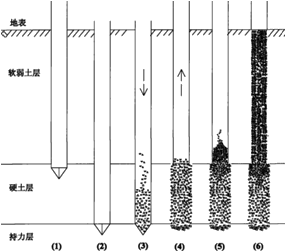 地表
软弱土层
硬土层
持力层
(1) (2) (3) (4) (5) (6)